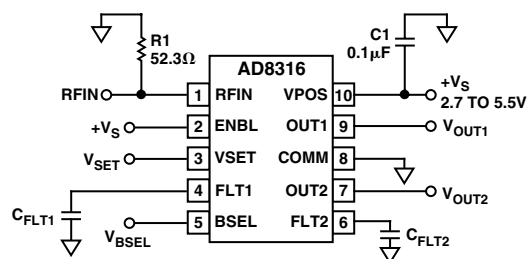 R1
52.3Ω
C1
0.1μF
AD8316
RFIN 1 RFIN VPOS 10 +VS
2.7 TO 5.5V
+VS 2 ENBL OUT1 9 VOUT1
VSET 3 VSET COMM 8
CFLT1 4 FLT1 OUT2 7 VOUT2
VBSEL 5 BSEL FLT2 6 CFLT2